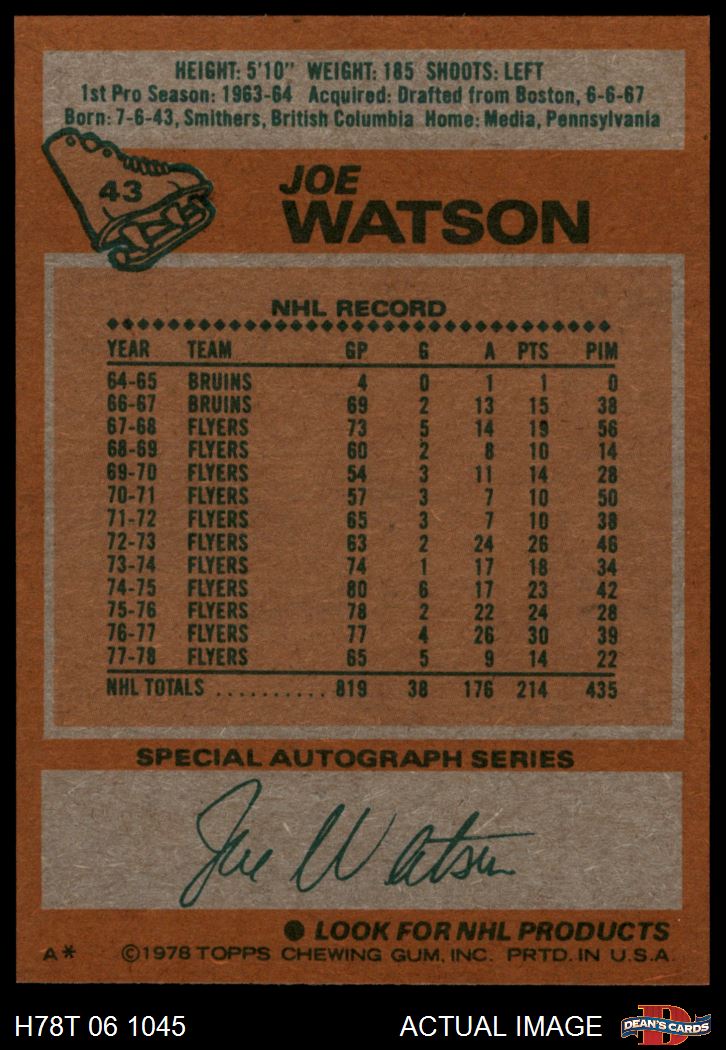 HEIGHT: 5'10" WEIGHT: 185 SHOOTS: LEFT
1st Pro Season: 1963-64 Acquired: Drafted from Boston, 6-6-67
Born: 7-6-43, Smithers, British Columbia Home: Media, Pennsylvania
43
JOE
WATSON
NHL RECORD
YEAR TEAM GP G A PTS PIM
64-65 BRUINS 4 0 1 1 0
66-67 BRUINS 69 2 13 15 38
67-68 FLYERS 73 5 14 19 56
68-69 FLYERS 60 2 8 10 14
69-70 FLYERS 54 3 11 14 28
70-71 FLYERS 57 3 7 10 50
71-72 FLYERS 65 3 7 10 38
72-73 FLYERS 63 2 24 26 46
73-74 FLYERS 74 1 17 18 34
74-75 FLYERS 80 6 17 23 42
75-76 FLYERS 78 2 22 24 28
76-77 FLYERS 77 4 26 30 39
77-78 FLYERS 65 5 9 14 22
NHL TOTALS .......... 819 38 176 214 435
SPECIAL AUTOGRAPH SERIES
Joe Watson
● LOOK FOR NHL PRODUCTS
A* ©1978 TOPPS CHEWING GUM, INC. PRTD. IN U.S.A.
H78T 06 1045 ACTUAL IMAGE D DEAN'S CARDS